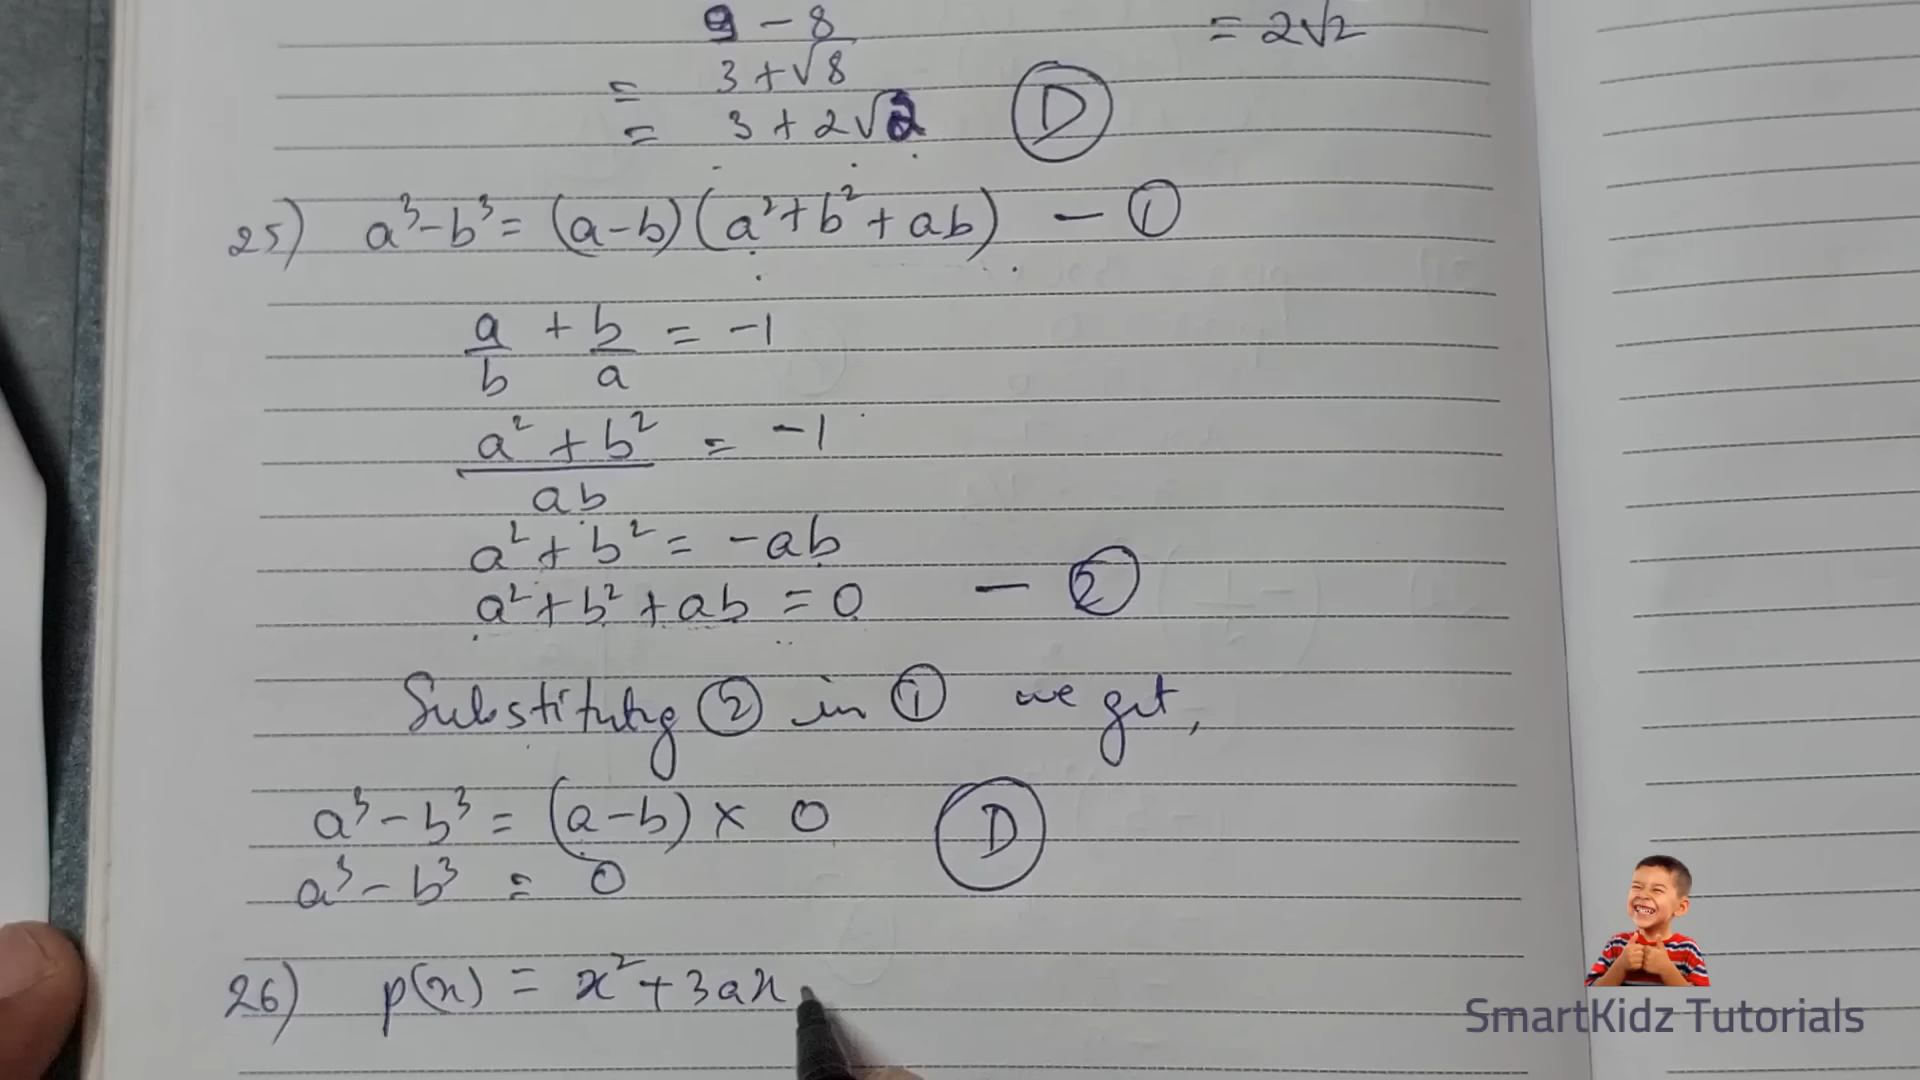 9 - 8 = 2√2
= 3 + √8
= 3 + 2√2 D
25) a³ - b³ = (a - b) (a² + b² + ab) - ①
a/b + b/a = -1
a² + b² / ab = -1
a² + b² = -ab
a² + b² + ab = 0 - ②
Substituting ② in ① we get,
a³ - b³ = (a - b) × 0 D
a³ - b³ = 0
26) p(x) = x² + 3ax
SmartKidz Tutorials